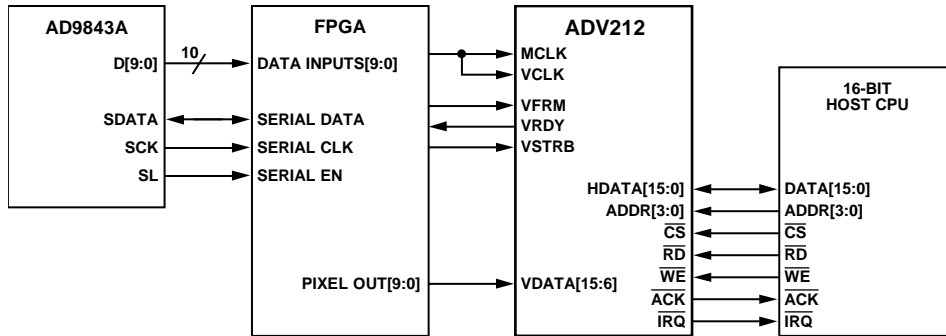 AD9843A
D[9:0]
SDATA
SCK
SL
10
FPGA
DATA INPUTS[9:0]
SERIAL DATA
SERIAL CLK
SERIAL EN
PIXEL OUT[9:0]
ADV212
MCLK
VCLK
VFRM
VRDY
VSTRB
HDATA[15:0]
ADDR[3:0]
CS
RD
WE
ACK
IRQ
VDATA[15:6]
16-BIT
HOST CPU
DATA[15:0]
ADDR[3:0]
CS
RD
WE
ACK
IRQ